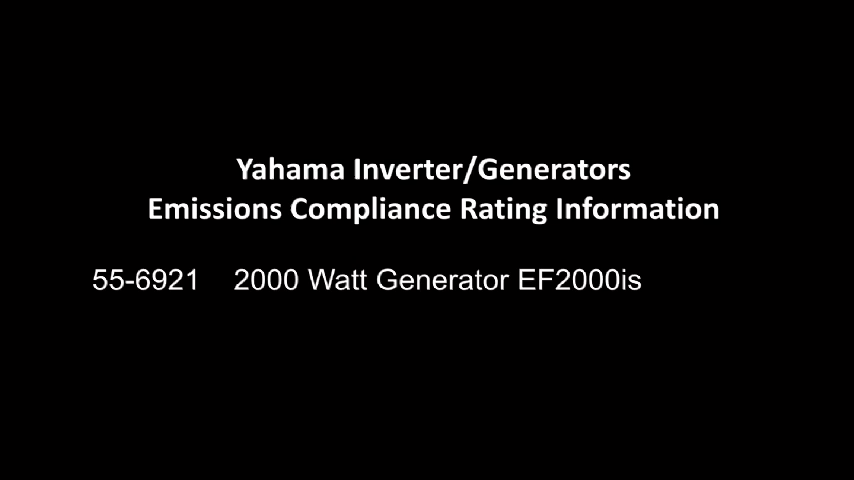 Yahama Inverter/Generators
Emissions Compliance Rating Information
55-6921 2000 Watt Generator EF2000is